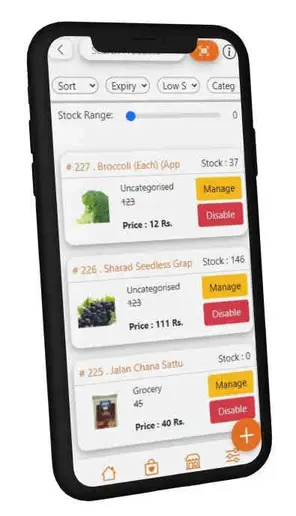 Sort Expiry Low S Categ
Stock Range: 0
# 227 . Broccoli (Each) (App Stock : 37
Uncategorised
123
Price : 12 Rs.
Manage
Disable
# 226 . Sharad Seedless Grap Stock : 146
Uncategorised
123
Price : 111 Rs.
Manage
Disable
# 225 . Jalan Chana Sattu Stock : 0
Grocery
45
Price : 40 Rs.
Manage
Disable